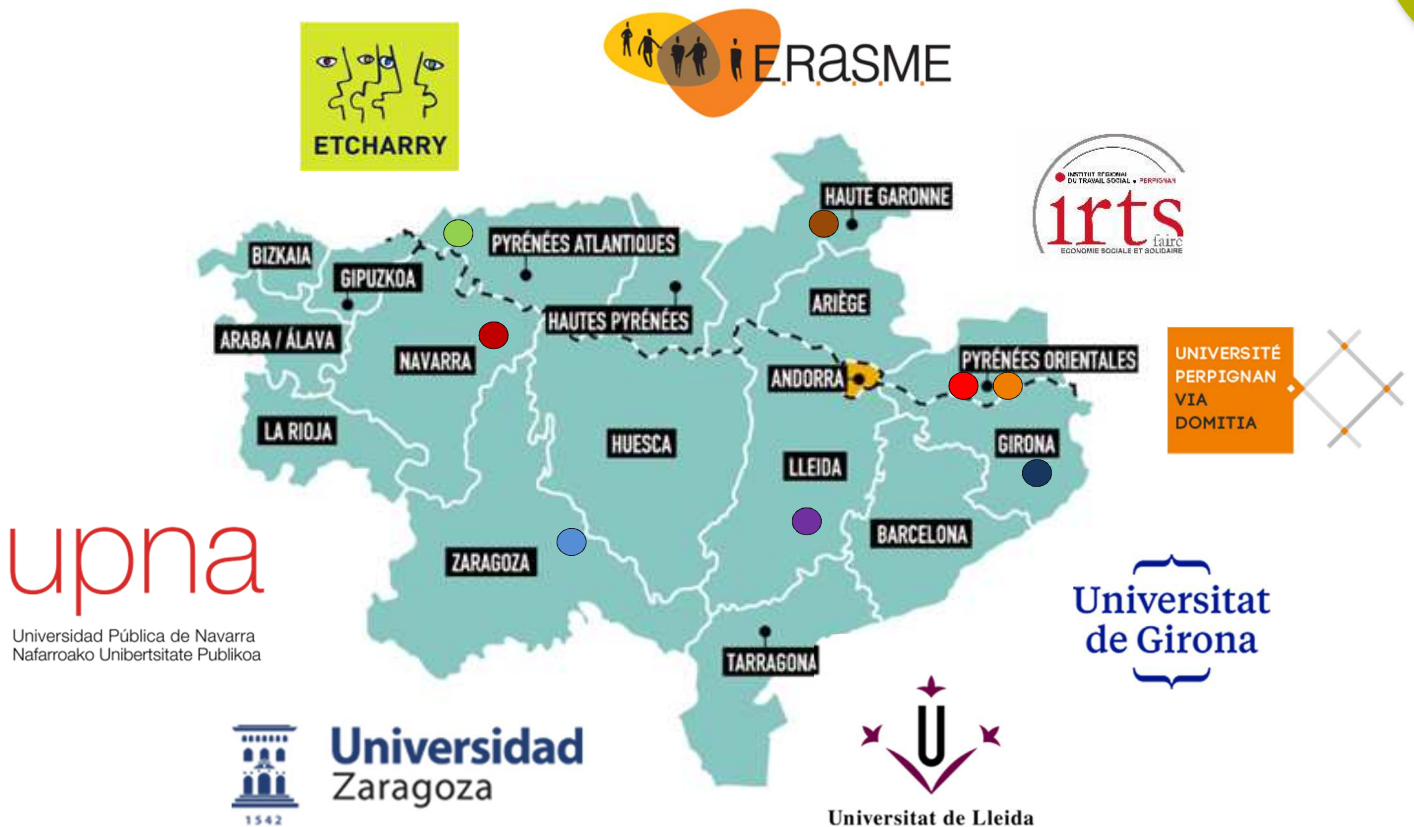 ETCHARRY
ERASME
INSTITUT REGIONAL
DU TRAVAIL SOCIAL • PERPIGNAN
irts
faire
ECONOMIE SOCIALE ET SOLIDAIRE
HAUTE GARONNE
PYRÉNÉES ATLANTIQUES
BIZKAIA
GIPUZKOA
ARIÈGE
HAUTES PYRÉNÉES
ARABA / ÁLAVA
NAVARRA
PYRÉNÉES ORIENTALES
ANDORRA
UNIVERSITÉ
PERPIGNAN
VIA
DOMITIA
LA RIOJA
HUESCA
GIRONA
LLEIDA
BARCELONA
ZARAGOZA
upna
Universidad Pública de Navarra
Nafarroako Unibertsitate Publikoa
TARRAGONA
Universitat
de Girona
Universidad
Zaragoza
1542
U
Universitat de Lleida